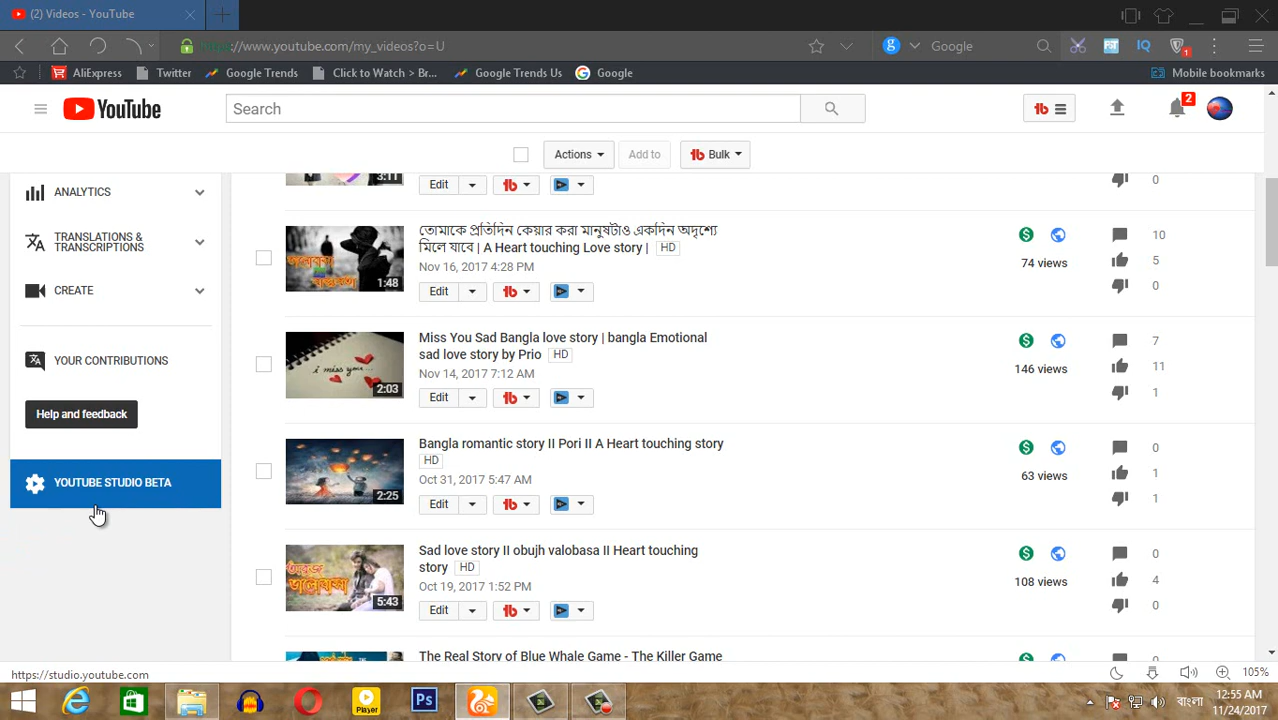 (2) Videos - YouTube
https://www.youtube.com/my_videos?o=U
Google
AliExpress
Twitter
Google Trends
Click to Watch > Br...
Google Trends Us
Google
Mobile bookmarks
YouTube
Search
2
Actions
Add to
Bulk
ANALYTICS
TRANSLATIONS &
TRANSCRIPTIONS
CREATE
YOUR CONTRIBUTIONS
Help and feedback
YOUTUBE STUDIO BETA
3:11
Edit
0
তোমাকে প্রতিদিন কেয়ার করা মানুষটাও একদিন অদৃশ্যে
মিলে যাবে | A Heart touching Love story | HD
Nov 16, 2017 4:28 PM
1:48
Edit
74 views
10
5
0
Miss You Sad Bangla love story | bangla Emotional
sad love story by Prio HD
Nov 14, 2017 7:12 AM
i miss you...
2:03
Edit
146 views
7
11
1
Bangla romantic story II Pori II A Heart touching story
HD
Oct 31, 2017 5:47 AM
2:25
Edit
63 views
0
1
1
Sad love story II obujh valobasa II Heart touching
story HD
Oct 19, 2017 1:52 PM
অবুঝ
ভালোবাসা
5:43
Edit
108 views
0
4
0
The Real Story of Blue Whale Game - The Killer Game
https://studio.youtube.com
105%
Player
Ps
বাংলা
12:55 AM
11/24/2017